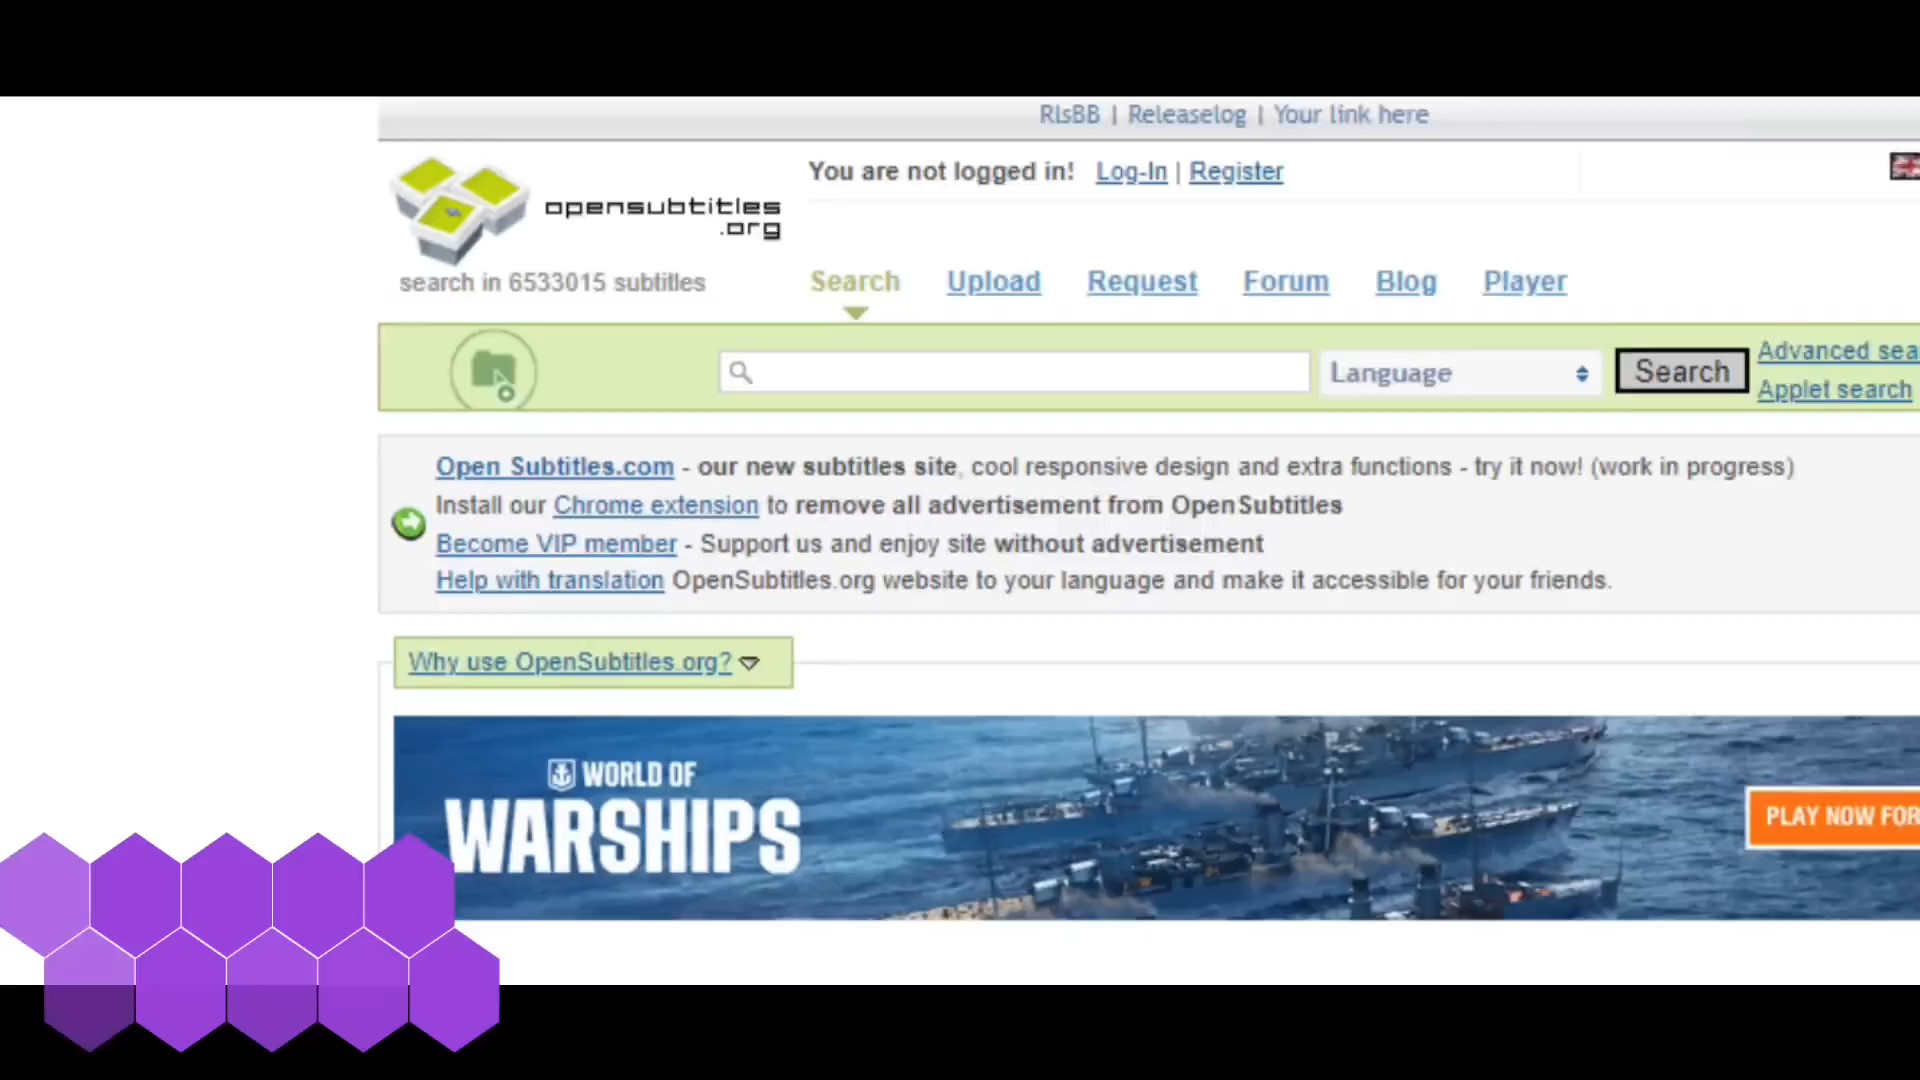 RlsBB | Releaselog | Your link here
You are not logged in! Log-In | Register
opensubtitles
.org
search in 6533015 subtitles
Search Upload Request Forum Blog Player
Language Search
Advanced sea
Applet search
Open Subtitles.com - our new subtitles site, cool responsive design and extra functions - try it now! (work in progress)
Install our Chrome extension to remove all advertisement from OpenSubtitles
Become VIP member - Support us and enjoy site without advertisement
Help with translation OpenSubtitles.org website to your language and make it accessible for your friends.
Why use OpenSubtitles.org?
WORLD OF
WARSHIPS
PLAY NOW FOR